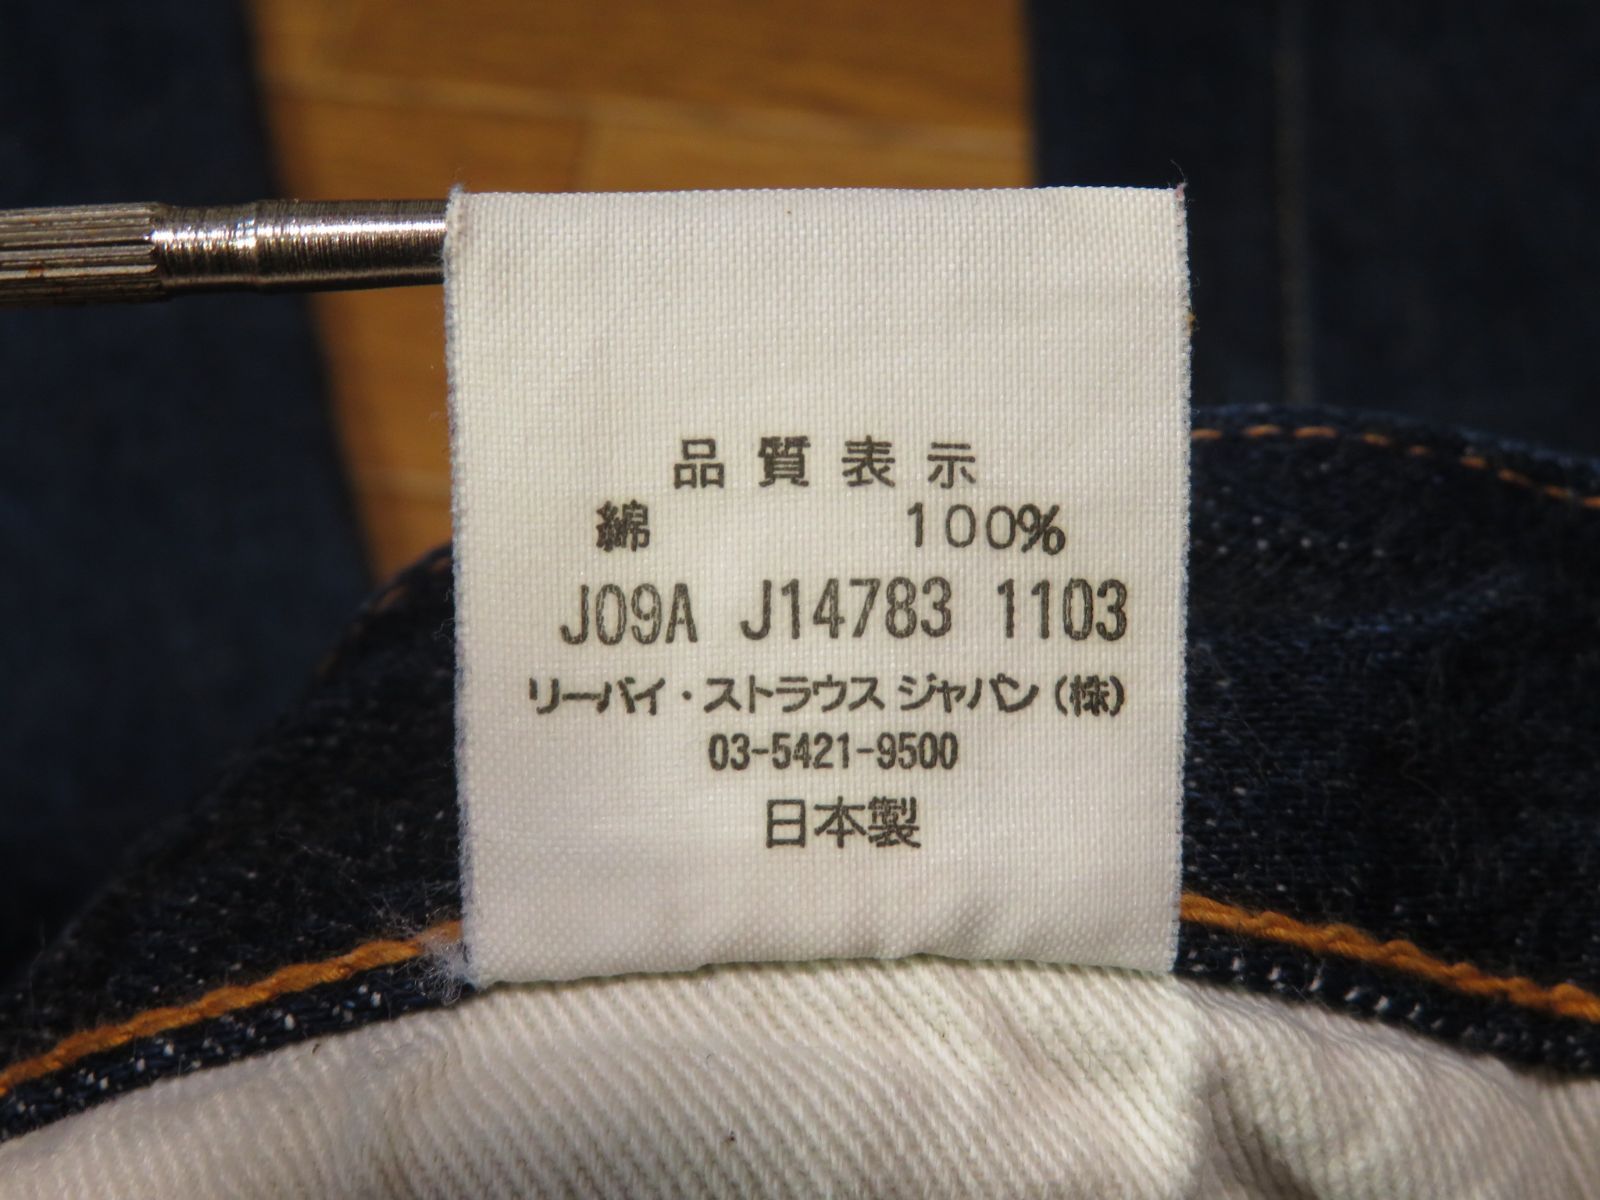 品質表示
綿 100%
J09A J14783 1103
リーバイ・ストラウス ジャパン(株)
03-5421-9500
日本製